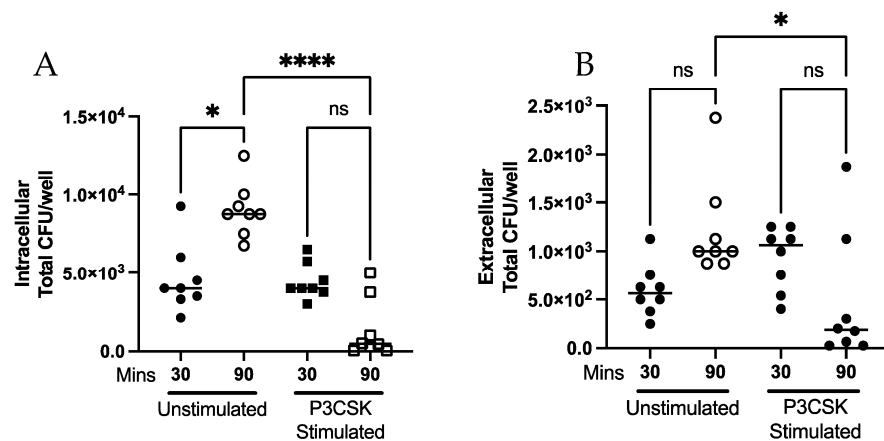 A
****
*
ns
1.5×10⁴
1.0×10⁴
5.0×10³
0.0
Intracellular
Total CFU/well
Mins 30 90 30 90
Unstimulated P3CSK
Stimulated
B
*
ns ns
2.5×10³
2.0×10³
1.5×10³
1.0×10³
5.0×10²
0.0
Extracellular
Total CFU/well
Mins 30 90 30 90
Unstimulated P3CSK
Stimulated